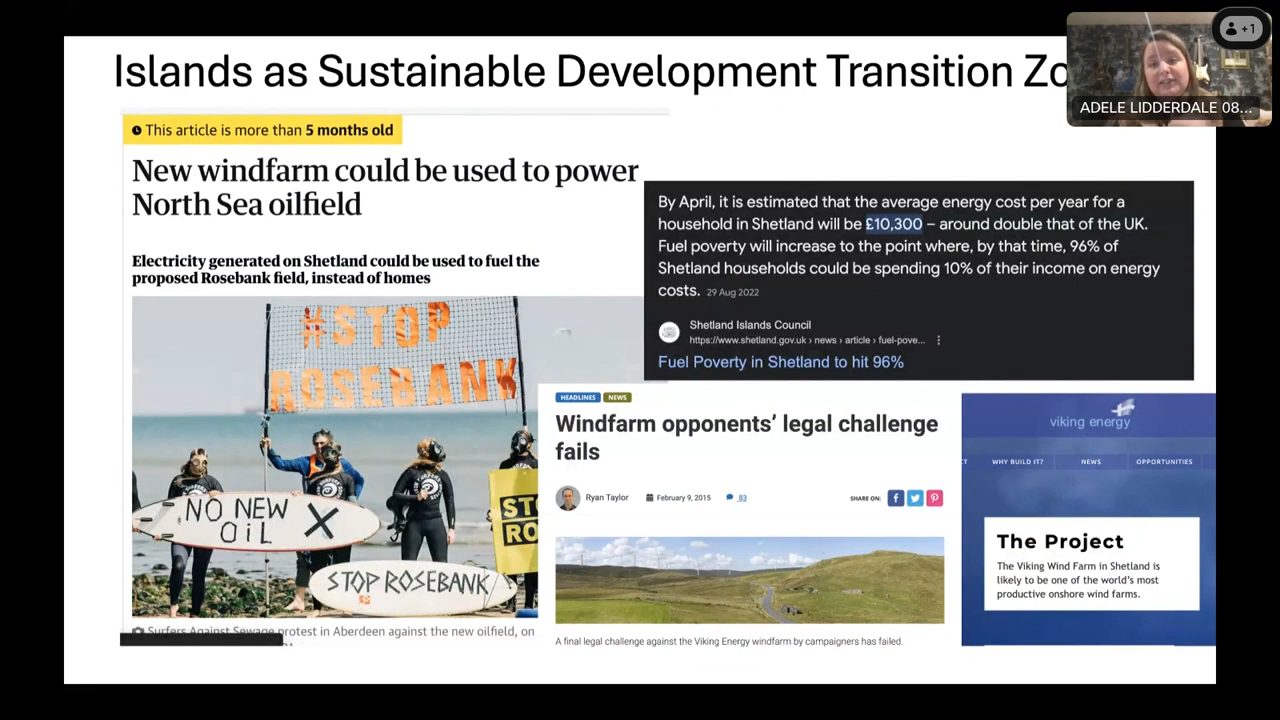 Islands as Sustainable Development Transition Zo
+1
ADELE LIDDERDALE 08...
This article is more than 5 months old
New windfarm could be used to power
North Sea oilfield
Electricity generated on Shetland could be used to fuel the
proposed Rosebank field, instead of homes
#STOP
ROSEBANK
NO NEW
OIL X
STOP ROSEBANK
STO
RO
Surfers Against Sewage protest in Aberdeen against the new oilfield, on
By April, it is estimated that the average energy cost per year for a
household in Shetland will be £10,300 – around double that of the UK.
Fuel poverty will increase to the point where, by that time, 96% of
Shetland households could be spending 10% of their income on energy
costs. 29 Aug 2022
Shetland Islands Council
https://www.shetland.gov.uk › news › article › fuel-pove...
Fuel Poverty in Shetland to hit 96%
HEADLINES NEWS
Windfarm opponents’ legal challenge
fails
Ryan Taylor February 9, 2015 83 SHARE ON:
A final legal challenge against the Viking Energy windfarm by campaigners has failed.
viking energy
CT WHY BUILD IT? NEWS OPPORTUNITIES
The Project
The Viking Wind Farm in Shetland is
likely to be one of the world's most
productive onshore wind farms.